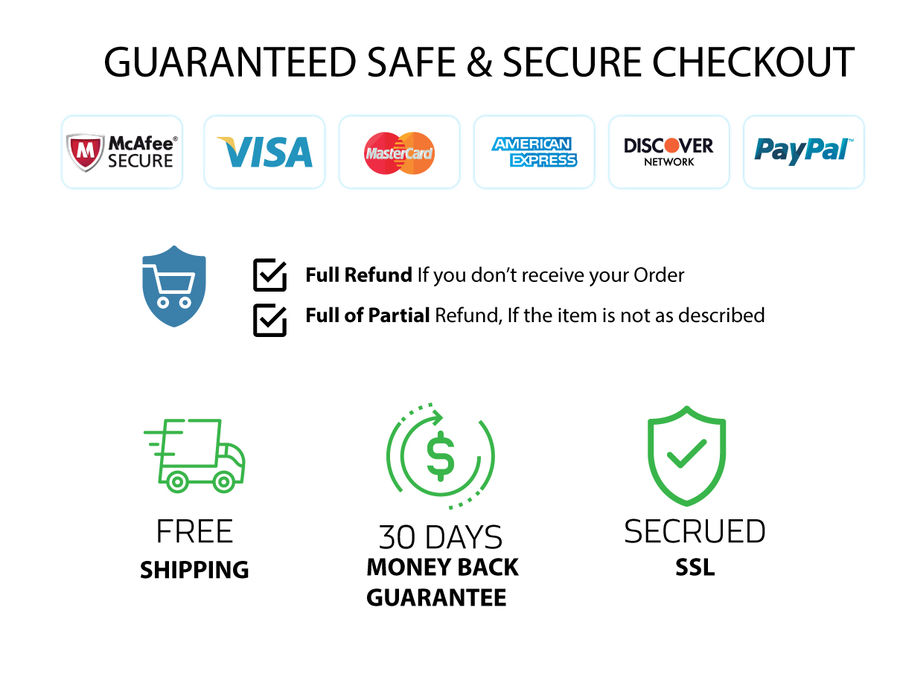 GUARANTEED SAFE & SECURE CHECKOUT
McAfee®
SECURE
VISA
MasterCard
AMERICAN
EXPRESS
DISCOVER
NETWORK
PayPal™
Full Refund If you don’t receive your Order
Full of Partial Refund, If the item is not as described
FREE
SHIPPING
30 DAYS
MONEY BACK
GUARANTEE
SECRUED
SSL